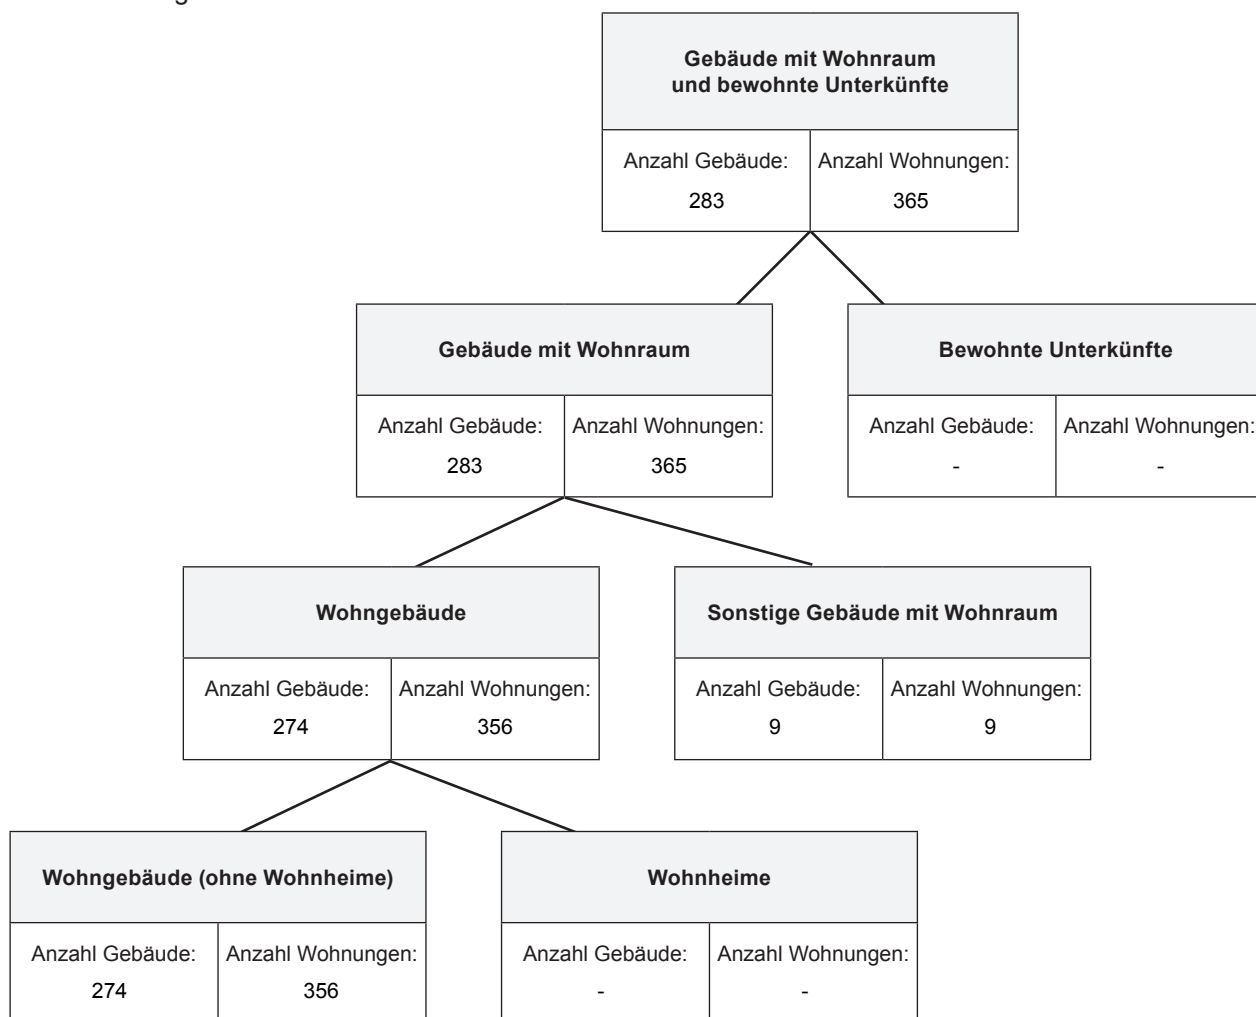 Gebäude mit Wohnraum
und bewohnte Unterkünfte
Anzahl Gebäude: Anzahl Wohnungen:
283 365
Gebäude mit Wohnraum
Anzahl Gebäude: Anzahl Wohnungen:
283 365
Bewohnte Unterkünfte
Anzahl Gebäude: Anzahl Wohnungen:
- -
Wohngebäude
Anzahl Gebäude: Anzahl Wohnungen:
274 356
Sonstige Gebäude mit Wohnraum
Anzahl Gebäude: Anzahl Wohnungen:
9 9
Wohngebäude (ohne Wohnheime)
Anzahl Gebäude: Anzahl Wohnungen:
274 356
Wohnheime
Anzahl Gebäude: Anzahl Wohnungen:
- -